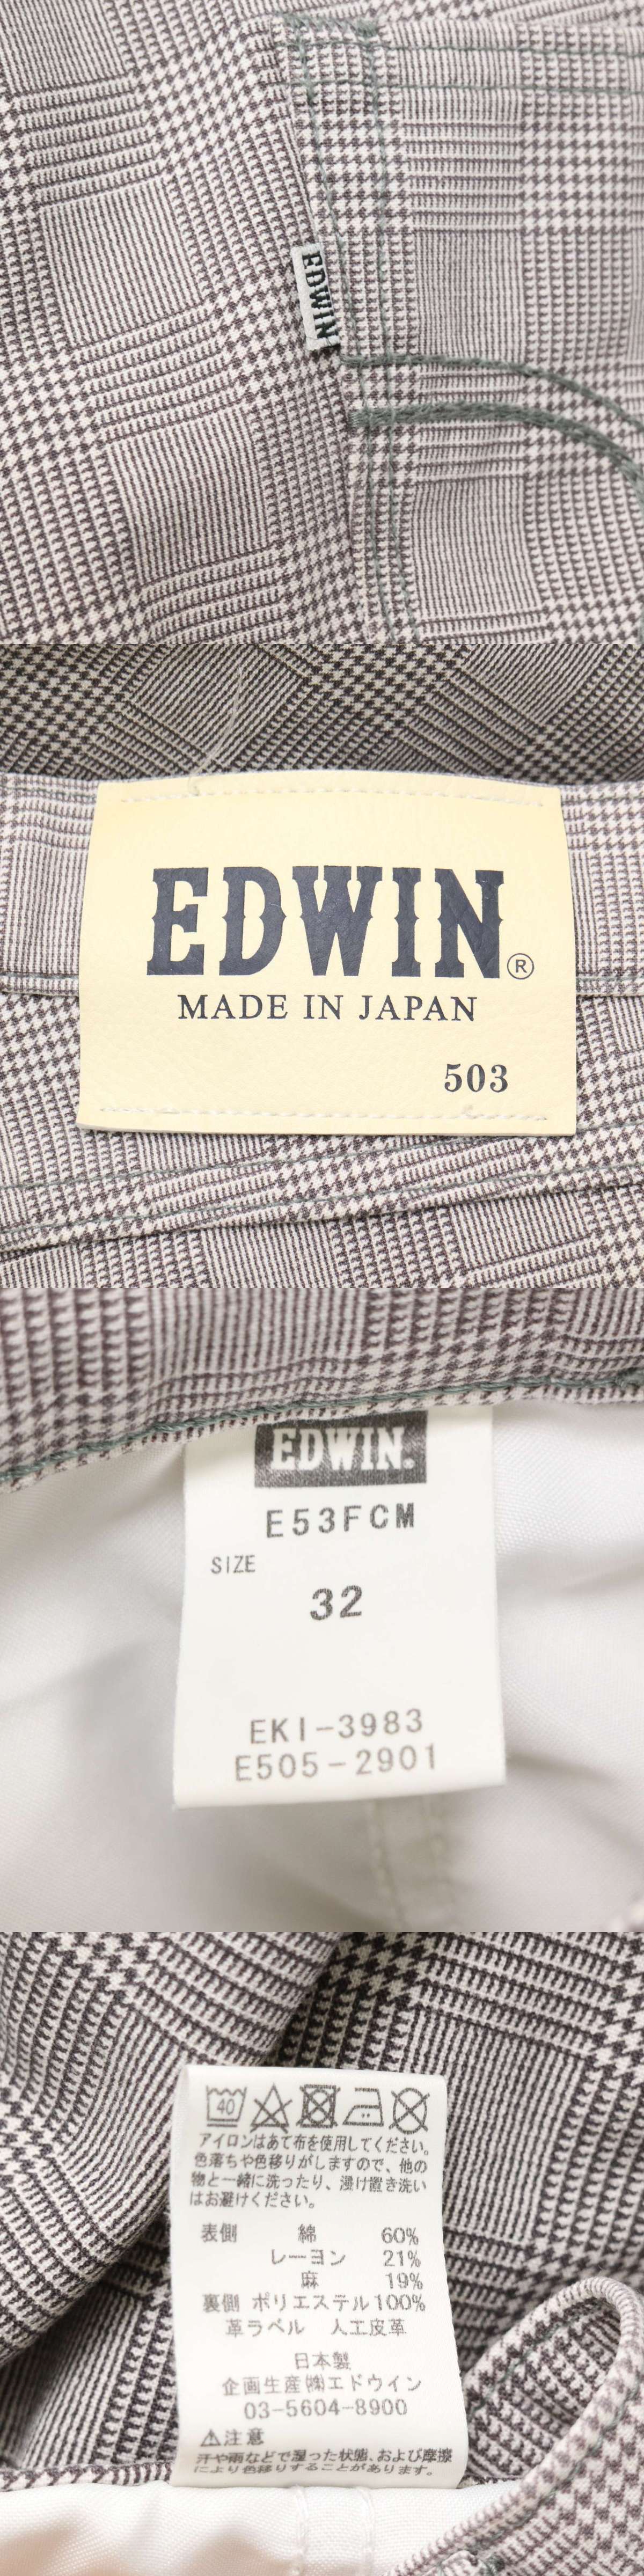 EDWIN
EDWIN®
MADE IN JAPAN
503
EDWIN.
E53FCM
SIZE
32
EKI-3983
E505-2901
40
アイロンはあて布を使用してください。
色落ちや色移りがしますので、他の
物と一緒に洗ったり、浸け置き洗い
はお避けください。
表側 綿 60%
レーヨン 21%
麻 19%
裏側 ポリエステル100%
革ラベル 人工皮革
日本製
企画生産㈱エドウイン
03-5604-8900
⚠注意
汗や雨などで湿った状態、および摩擦
により色移りすることがあります。